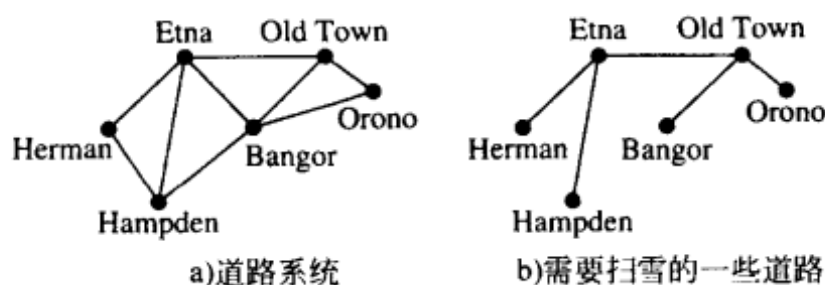 Etna
Old Town
Herman
Bangor
Orono
Hampden
a)道路系统
Etna
Old Town
Herman
Bangor
Orono
Hampden
b)需要扫雪的一些道路